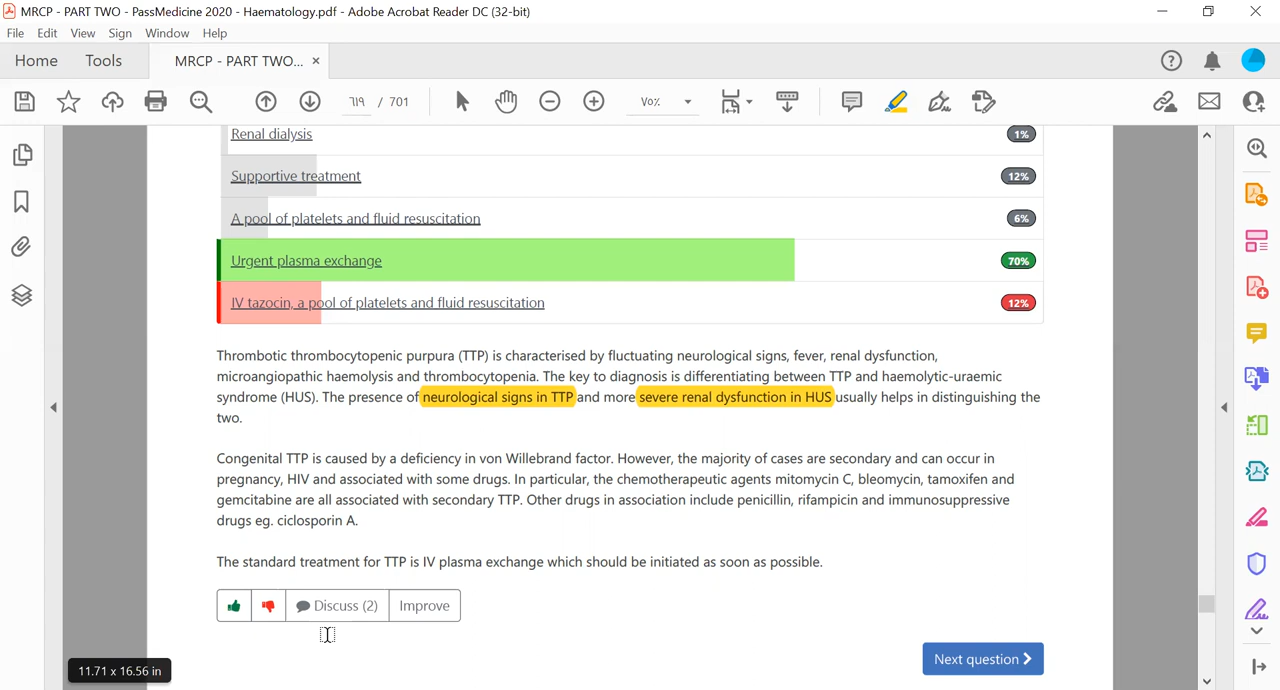 MRCP - PART TWO - PassMedicine 2020 - Haematology.pdf - Adobe Acrobat Reader DC (32-bit)
File Edit View Sign Window Help
Home Tools MRCP - PART TWO... ×
٦١٩ / 701 ٧٥%
Renal dialysis 1%
Supportive treatment 12%
A pool of platelets and fluid resuscitation 6%
Urgent plasma exchange 70%
IV tazocin, a pool of platelets and fluid resuscitation 12%
Thrombotic thrombocytopenic purpura (TTP) is characterised by fluctuating neurological signs, fever, renal dysfunction,
microangiopathic haemolysis and thrombocytopenia. The key to diagnosis is differentiating between TTP and haemolytic-uraemic
syndrome (HUS). The presence of neurological signs in TTP and more severe renal dysfunction in HUS usually helps in distinguishing the
two.
Congenital TTP is caused by a deficiency in von Willebrand factor. However, the majority of cases are secondary and can occur in
pregnancy, HIV and associated with some drugs. In particular, the chemotherapeutic agents mitomycin C, bleomycin, tamoxifen and
gemcitabine are all associated with secondary TTP. Other drugs in association include penicillin, rifampicin and immunosuppressive
drugs eg. ciclosporin A.
The standard treatment for TTP is IV plasma exchange which should be initiated as soon as possible.
Discuss (2) Improve
Next question
11.71 x 16.56 in